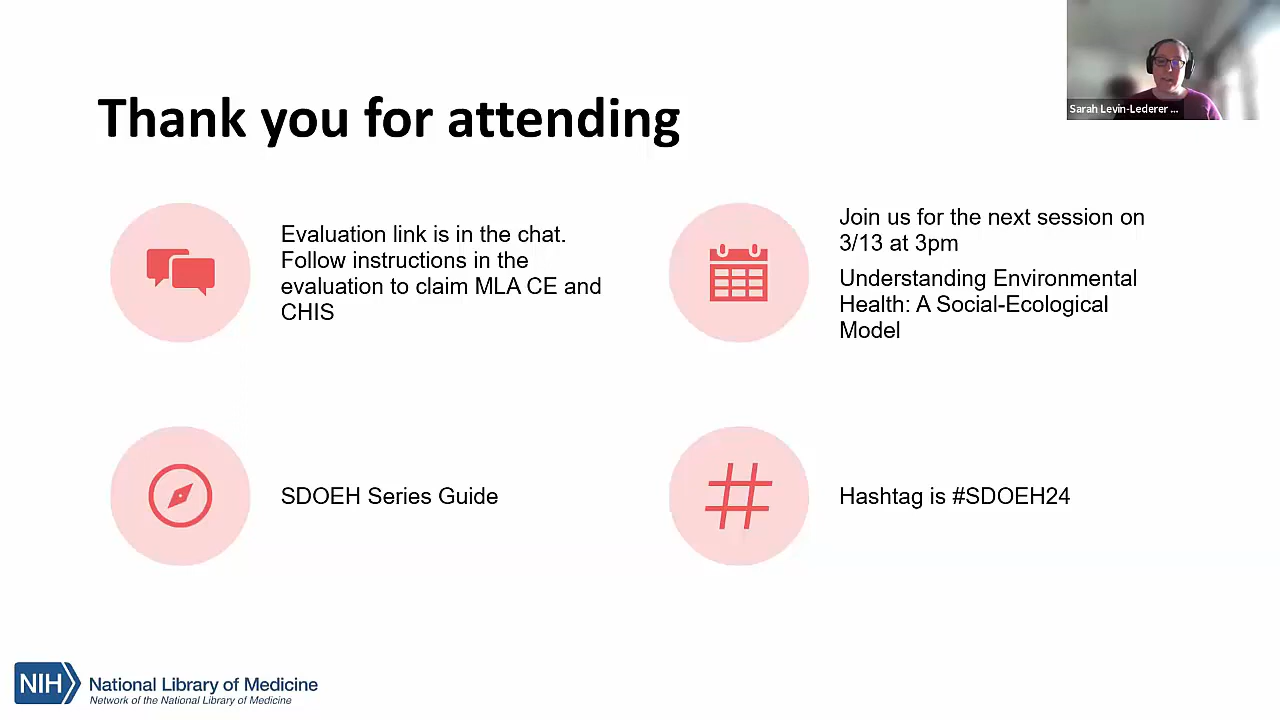 Thank you for attending
Sarah Levin-Lederer ...
Evaluation link is in the chat.
Follow instructions in the
evaluation to claim MLA CE and
CHIS
Join us for the next session on
3/13 at 3pm
Understanding Environmental
Health: A Social-Ecological
Model
SDOEH Series Guide
Hashtag is #SDOEH24
NIH National Library of Medicine
Network of the National Library of Medicine